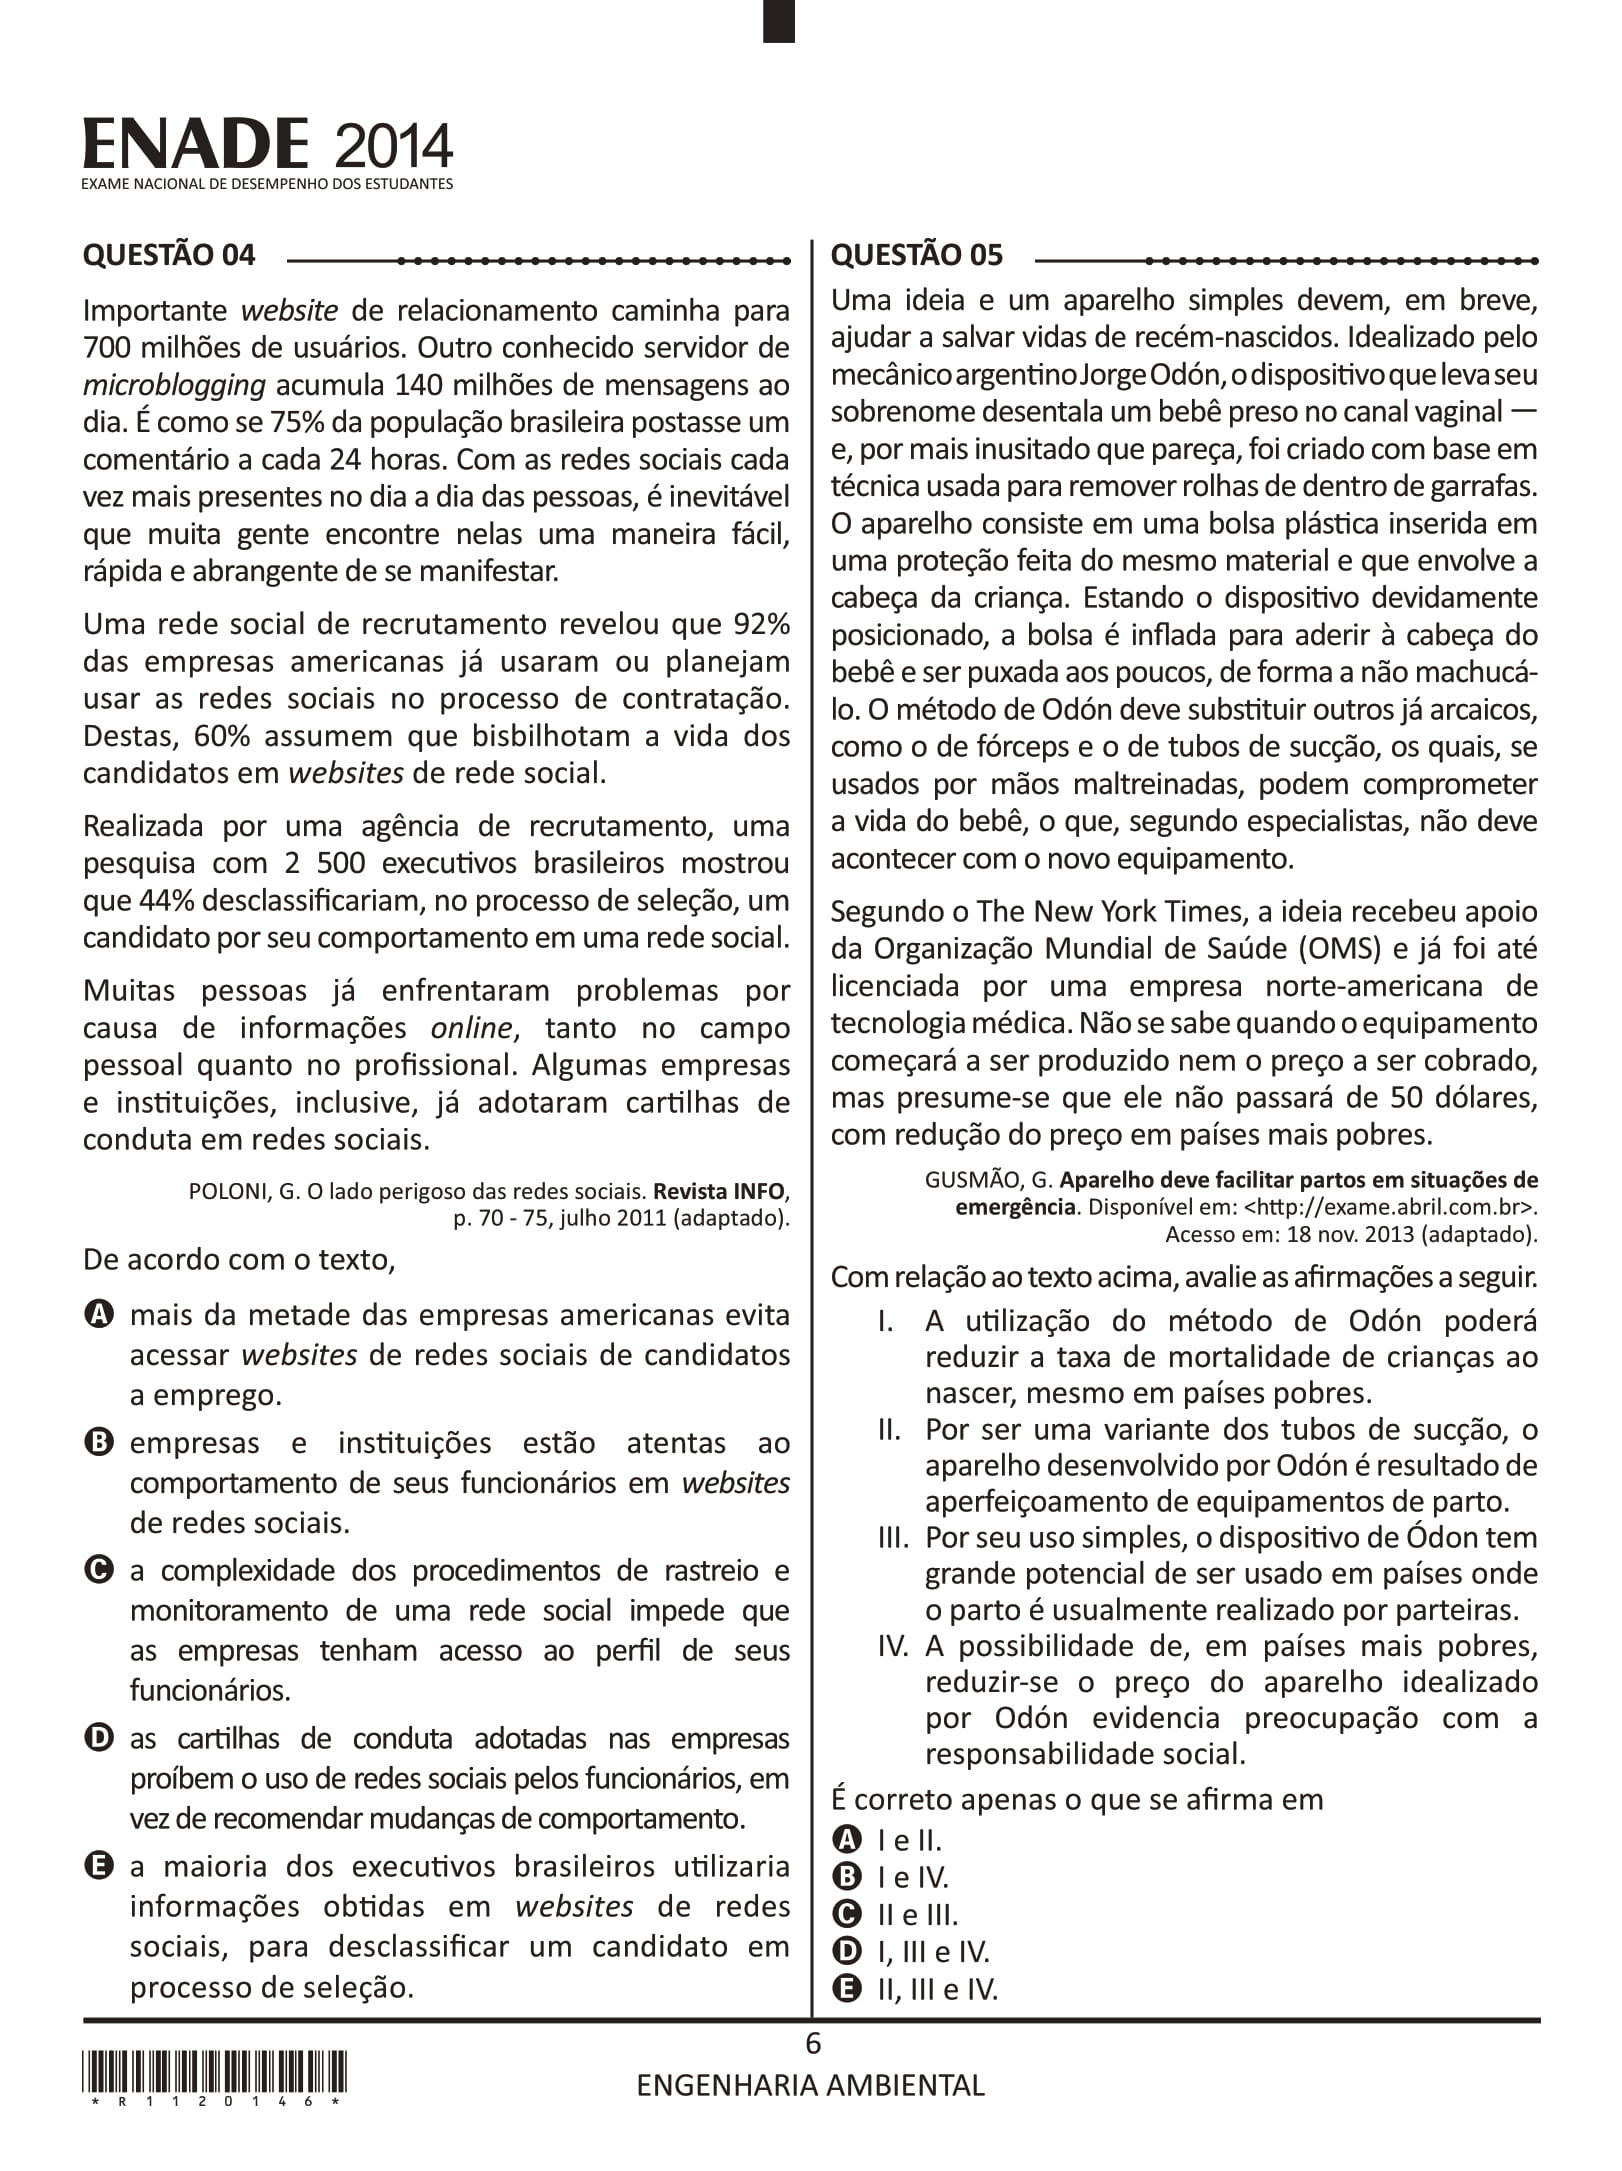 ENADE 2014
EXAME NACIONAL DE DESEMPENHO DOS ESTUDANTES
QUESTÃO 04
Importante website de relacionamento caminha para
700 milhões de usuários. Outro conhecido servidor de
microblogging acumula 140 milhões de mensagens ao
dia. É como se 75% da população brasileira postasse um
comentário a cada 24 horas. Com as redes sociais cada
vez mais presentes no dia a dia das pessoas, é inevitável
que muita gente encontre nelas uma maneira fácil,
rápida e abrangente de se manifestar.
Uma rede social de recrutamento revelou que 92%
das empresas americanas já usaram ou planejam
usar as redes sociais no processo de contratação.
Destas, 60% assumem que bisbilhotam a vida dos
candidatos em websites de rede social.
Realizada por uma agência de recrutamento, uma
pesquisa com 2 500 executivos brasileiros mostrou
que 44% desclassificariam, no processo de seleção, um
candidato por seu comportamento em uma rede social.
Muitas pessoas já enfrentaram problemas por
causa de informações online, tanto no campo
pessoal quanto no profissional. Algumas empresas
e instituições, inclusive, já adotaram cartilhas de
conduta em redes sociais.
POLONI, G. O lado perigoso das redes sociais. Revista INFO,
p. 70 - 75, julho 2011 (adaptado).
De acordo com o texto,
A mais da metade das empresas americanas evita
acessar websites de redes sociais de candidatos
a emprego.
B empresas e instituições estão atentas ao
comportamento de seus funcionários em websites
de redes sociais.
C a complexidade dos procedimentos de rastreio e
monitoramento de uma rede social impede que
as empresas tenham acesso ao perfil de seus
funcionários.
D as cartilhas de conduta adotadas nas empresas
proíbem o uso de redes sociais pelos funcionários, em
vez de recomendar mudanças de comportamento.
E a maioria dos executivos brasileiros utilizaria
informações obtidas em websites de redes
sociais, para desclassificar um candidato em
processo de seleção.
QUESTÃO 05
Uma ideia e um aparelho simples devem, em breve,
ajudar a salvar vidas de recém-nascidos. Idealizado pelo
mecânico argentino Jorge Odón, o dispositivo que leva seu
sobrenome desentala um bebê preso no canal vaginal —
e, por mais inusitado que pareça, foi criado com base em
técnica usada para remover rolhas de dentro de garrafas.
O aparelho consiste em uma bolsa plástica inserida em
uma proteção feita do mesmo material e que envolve a
cabeça da criança. Estando o dispositivo devidamente
posicionado, a bolsa é inflada para aderir à cabeça do
bebê e ser puxada aos poucos, de forma a não machucá-
lo. O método de Odón deve substituir outros já arcaicos,
como o de fórceps e o de tubos de sucção, os quais, se
usados por mãos maltreinadas, podem comprometer
a vida do bebê, o que, segundo especialistas, não deve
acontecer com o novo equipamento.
Segundo o The New York Times, a ideia recebeu apoio
da Organização Mundial de Saúde (OMS) e já foi até
licenciada por uma empresa norte-americana de
tecnologia médica. Não se sabe quando o equipamento
começará a ser produzido nem o preço a ser cobrado,
mas presume-se que ele não passará de 50 dólares,
com redução do preço em países mais pobres.
GUSMÃO, G. Aparelho deve facilitar partos em situações de
emergência. Disponível em: <http://exame.abril.com.br>.
Acesso em: 18 nov. 2013 (adaptado).
Com relação ao texto acima, avalie as afirmações a seguir.
I. A utilização do método de Odón poderá
reduzir a taxa de mortalidade de crianças ao
nascer, mesmo em países pobres.
II. Por ser uma variante dos tubos de sucção, o
aparelho desenvolvido por Odón é resultado de
aperfeiçoamento de equipamentos de parto.
III. Por seu uso simples, o dispositivo de Ódon tem
grande potencial de ser usado em países onde
o parto é usualmente realizado por parteiras.
IV. A possibilidade de, em países mais pobres,
reduzir-se o preço do aparelho idealizado
por Odón evidencia preocupação com a
responsabilidade social.
É correto apenas o que se afirma em
A I e II.
B I e IV.
C II e III.
D I, III e IV.
E II, III e IV.
6
ENGENHARIA AMBIENTAL
* R 1 1 2 0 1 4 6 *